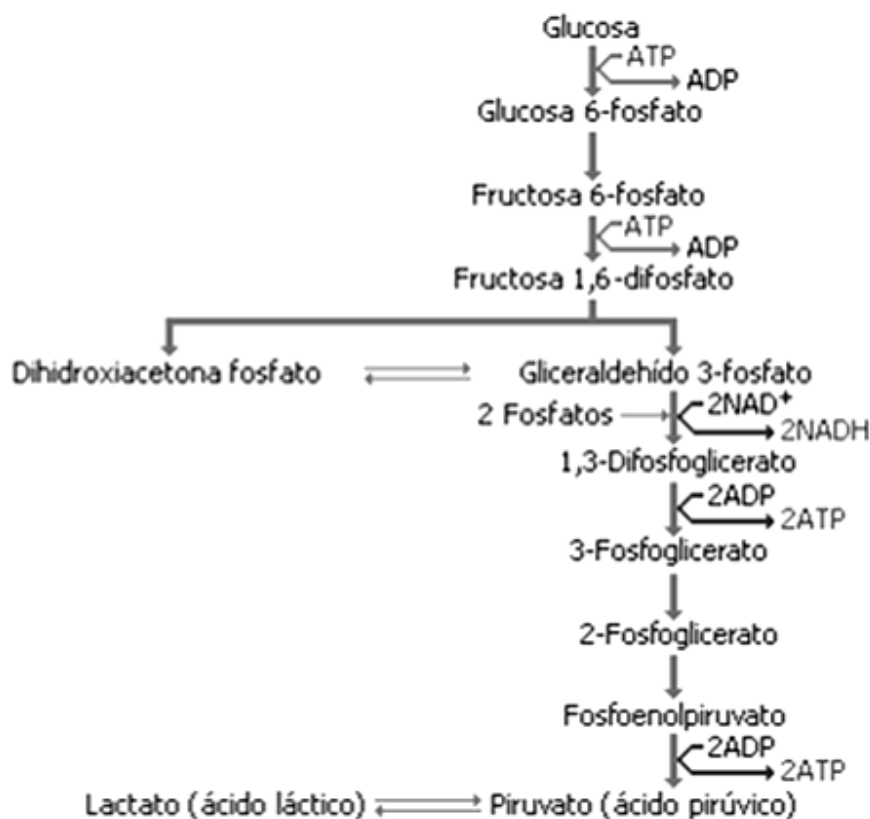 Glucosa
ATP
ADP
Glucosa 6-fosfato
Fructosa 6-fosfato
ATP
ADP
Fructosa 1,6-difosfato
Dihidroxiacetona fosfato
Gliceraldehído 3-fosfato
2 Fosfatos
2NAD+
2NADH
1,3-Difosfoglicerato
2ADP
2ATP
3-Fosfoglicerato
2-Fosfoglicerato
Fosfoenolpiruvato
2ADP
2ATP
Lactato (ácido láctico)
Piruvato (ácido pirúvico)